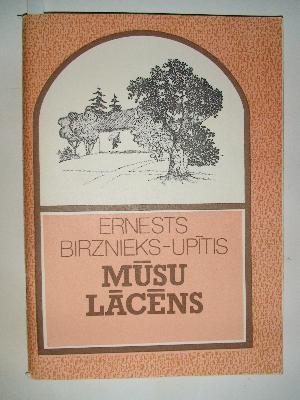 ERNESTS
BIRZNIEKS-UPĪTIS
MŪSU
LĀCĒNS